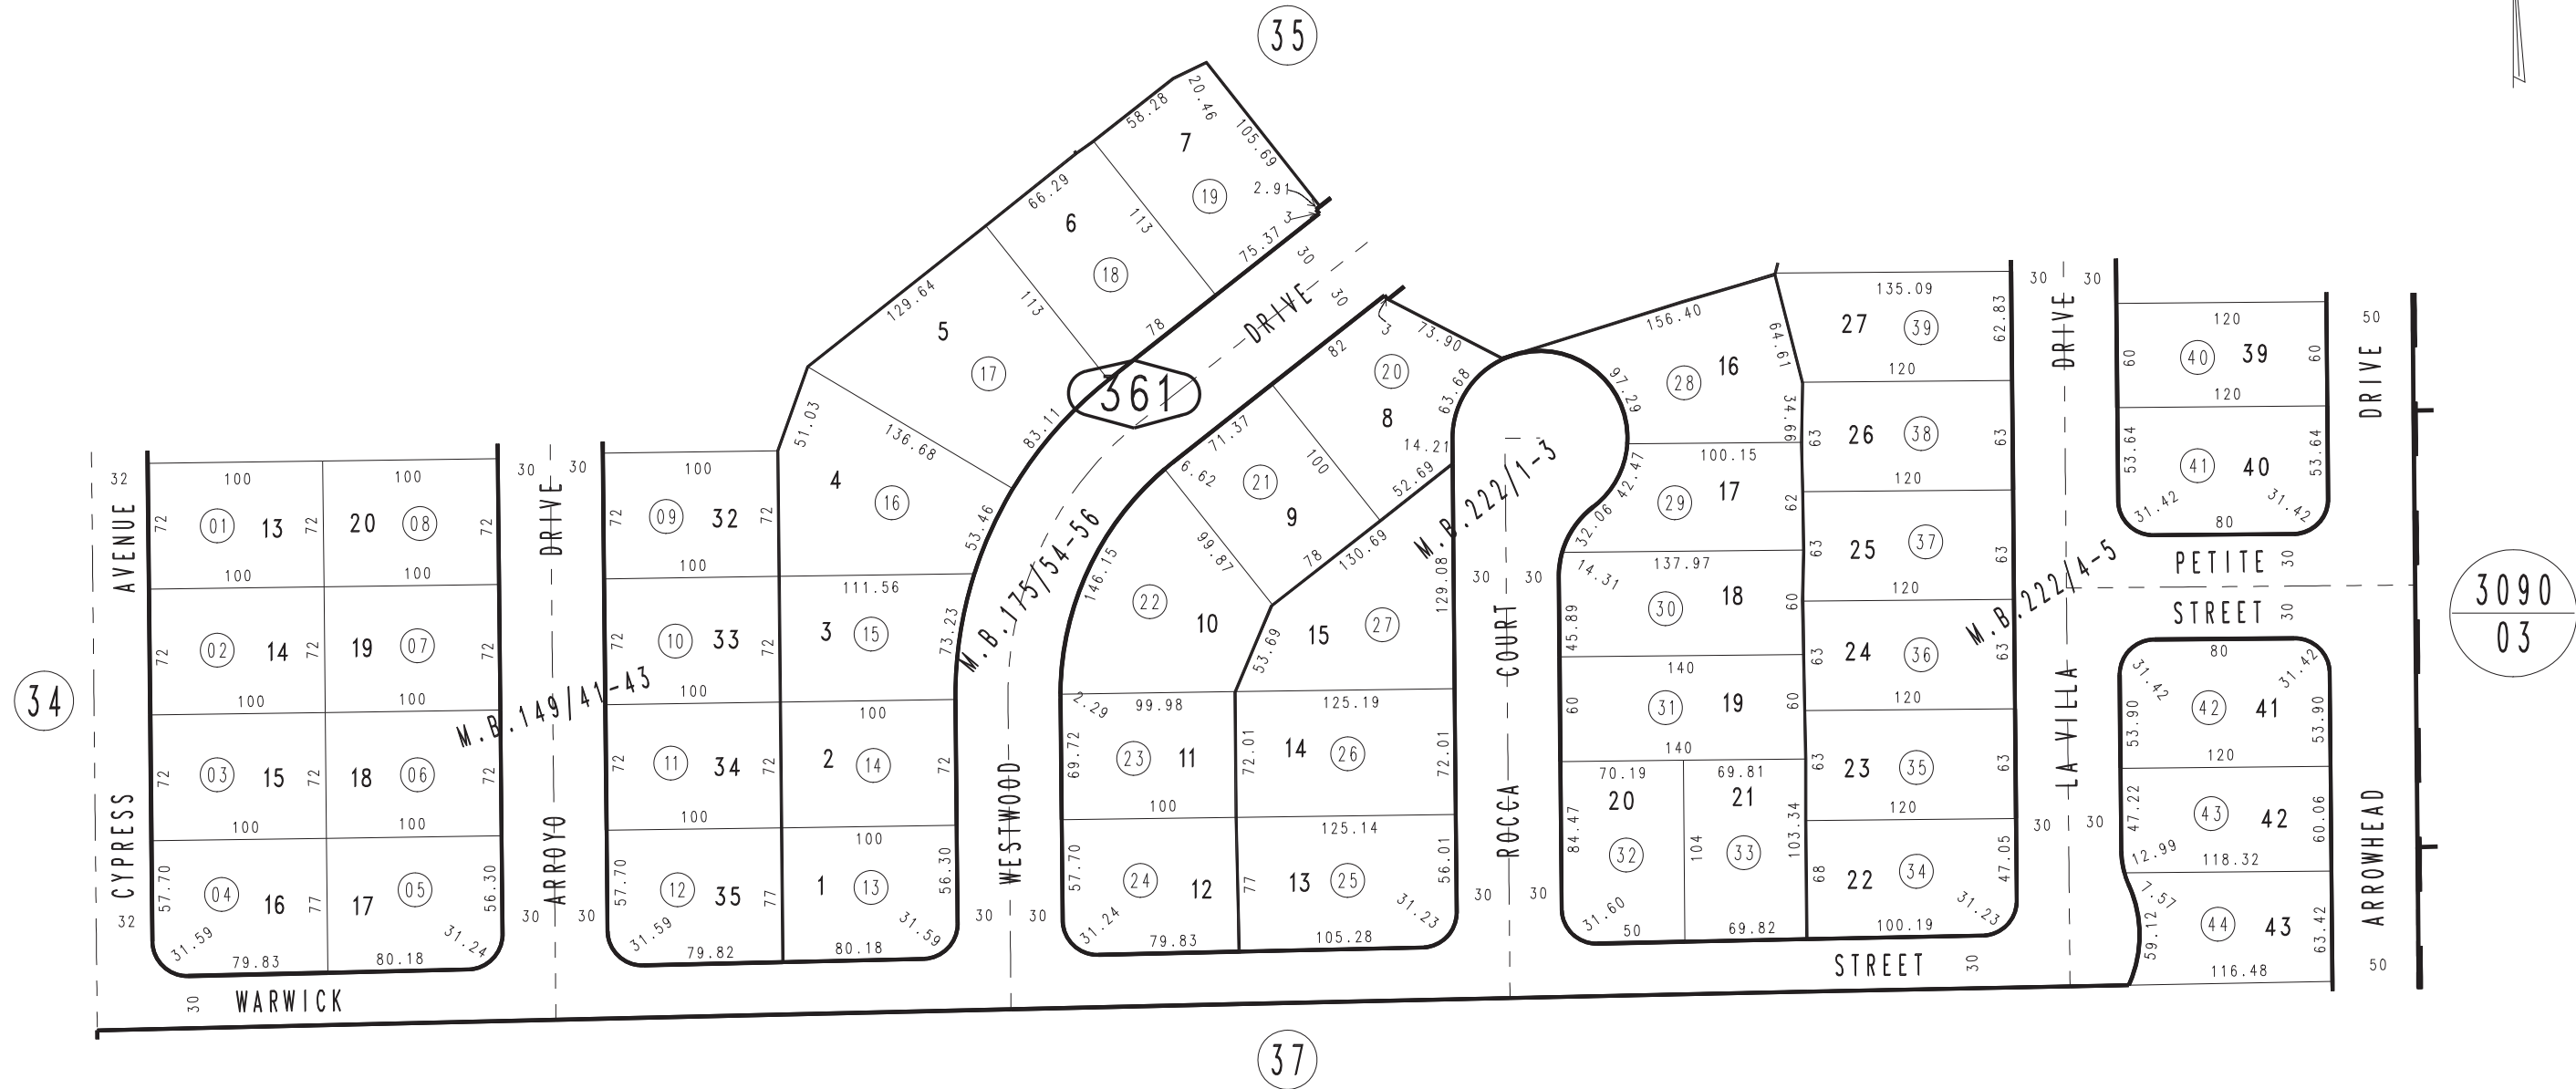 35
34
37
3090
03
361
CYPRESS AVENUE
32
32
WARWICK
STREET
30
30
ARROYO DRIVE
30 30
30 30
WESTWOOD DRIVE
30 30
30 30
ROCCA COURT
30 30
30 30
LA VILLA DRIVE
30 30
30 30
PETITE STREET
30
30
ARROWHEAD DRIVE
50
50
M.B.149/41-43
M.B.175/54-56
M.B.222/1-3
M.B.222/4-5
100
72 01 13 72
100
100
20 08 72
100
72 02 14 72
100
19 07 72
100
72 03 15 72
100
18 06 72
100
57.70 04 16 77
31.59
79.83
17 05 56.30
31.24
80.18
100
72 09 32 72
100
72 10 33 72
100
72 11 34 72
100
57.70 12 35 77
31.59
79.82
51.03
4 16
136.68
53.46
111.56
3 15
73.23
100
2 14 72
100
1 13 56.30
31.59
80.18
129.64
5 17
83.11
66.29
6 18
113
113
78
58.28
20.46
7 19
105.69
2.91
3
75.37
3
82
73.90
20
8
63.68
14.21
52.69
100
71.37
6.62
21
9
78
99.87
146.15
22
10
53.69
130.69
129.08
15 27
2.29
99.98
69.72 23 11 72.01
100
57.70 24 12 77
31.24
79.83
125.19
14 26 72.01
125.14
13 25 56.01
31.23
105.28
156.40
64.61
97.29
28 16
34.66
100.15
42.47
29 17 62
32.06
137.97
14.31
45.89 30 18 60
140
60 31 19 60
140
70.19 69.81
20 21
84.47 32 104 33 103.34
31.60
50 69.82
135.09
27 39 62.83
120
63 26 38 63
120
63 25 37 63
120
63 24 36 63
120
63 23 35 63
120
68 22 34 47.05
31.23
100.19
120
60 40 39 60
120
53.64 41 40 53.64
31.42 31.42
80
80
31.42 31.42
53.90 42 41 53.90
120
47.22 43 42 60.06
12.99 118.32
7.57
59.12 44 43 63.42
116.48